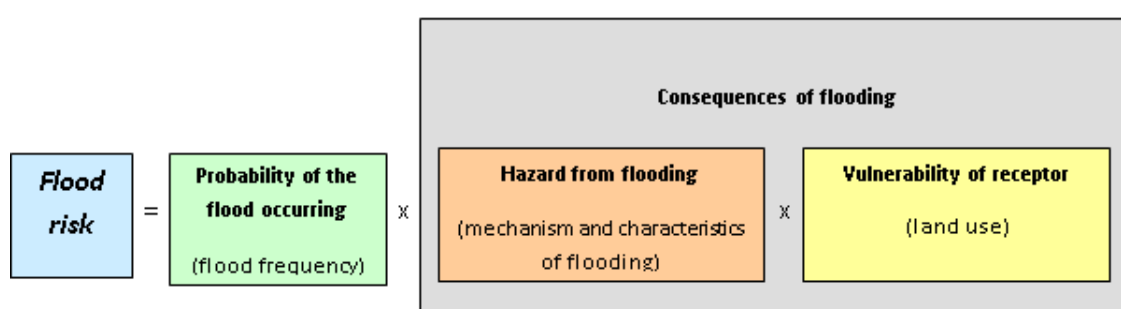 Consequences of flooding
Flood
risk
=
Probability of the
flood occurring
(flood frequency)
x
Hazard from flooding
(mechanism and characteristics
of flooding)
x
Vulnerability of receptor
(land use)